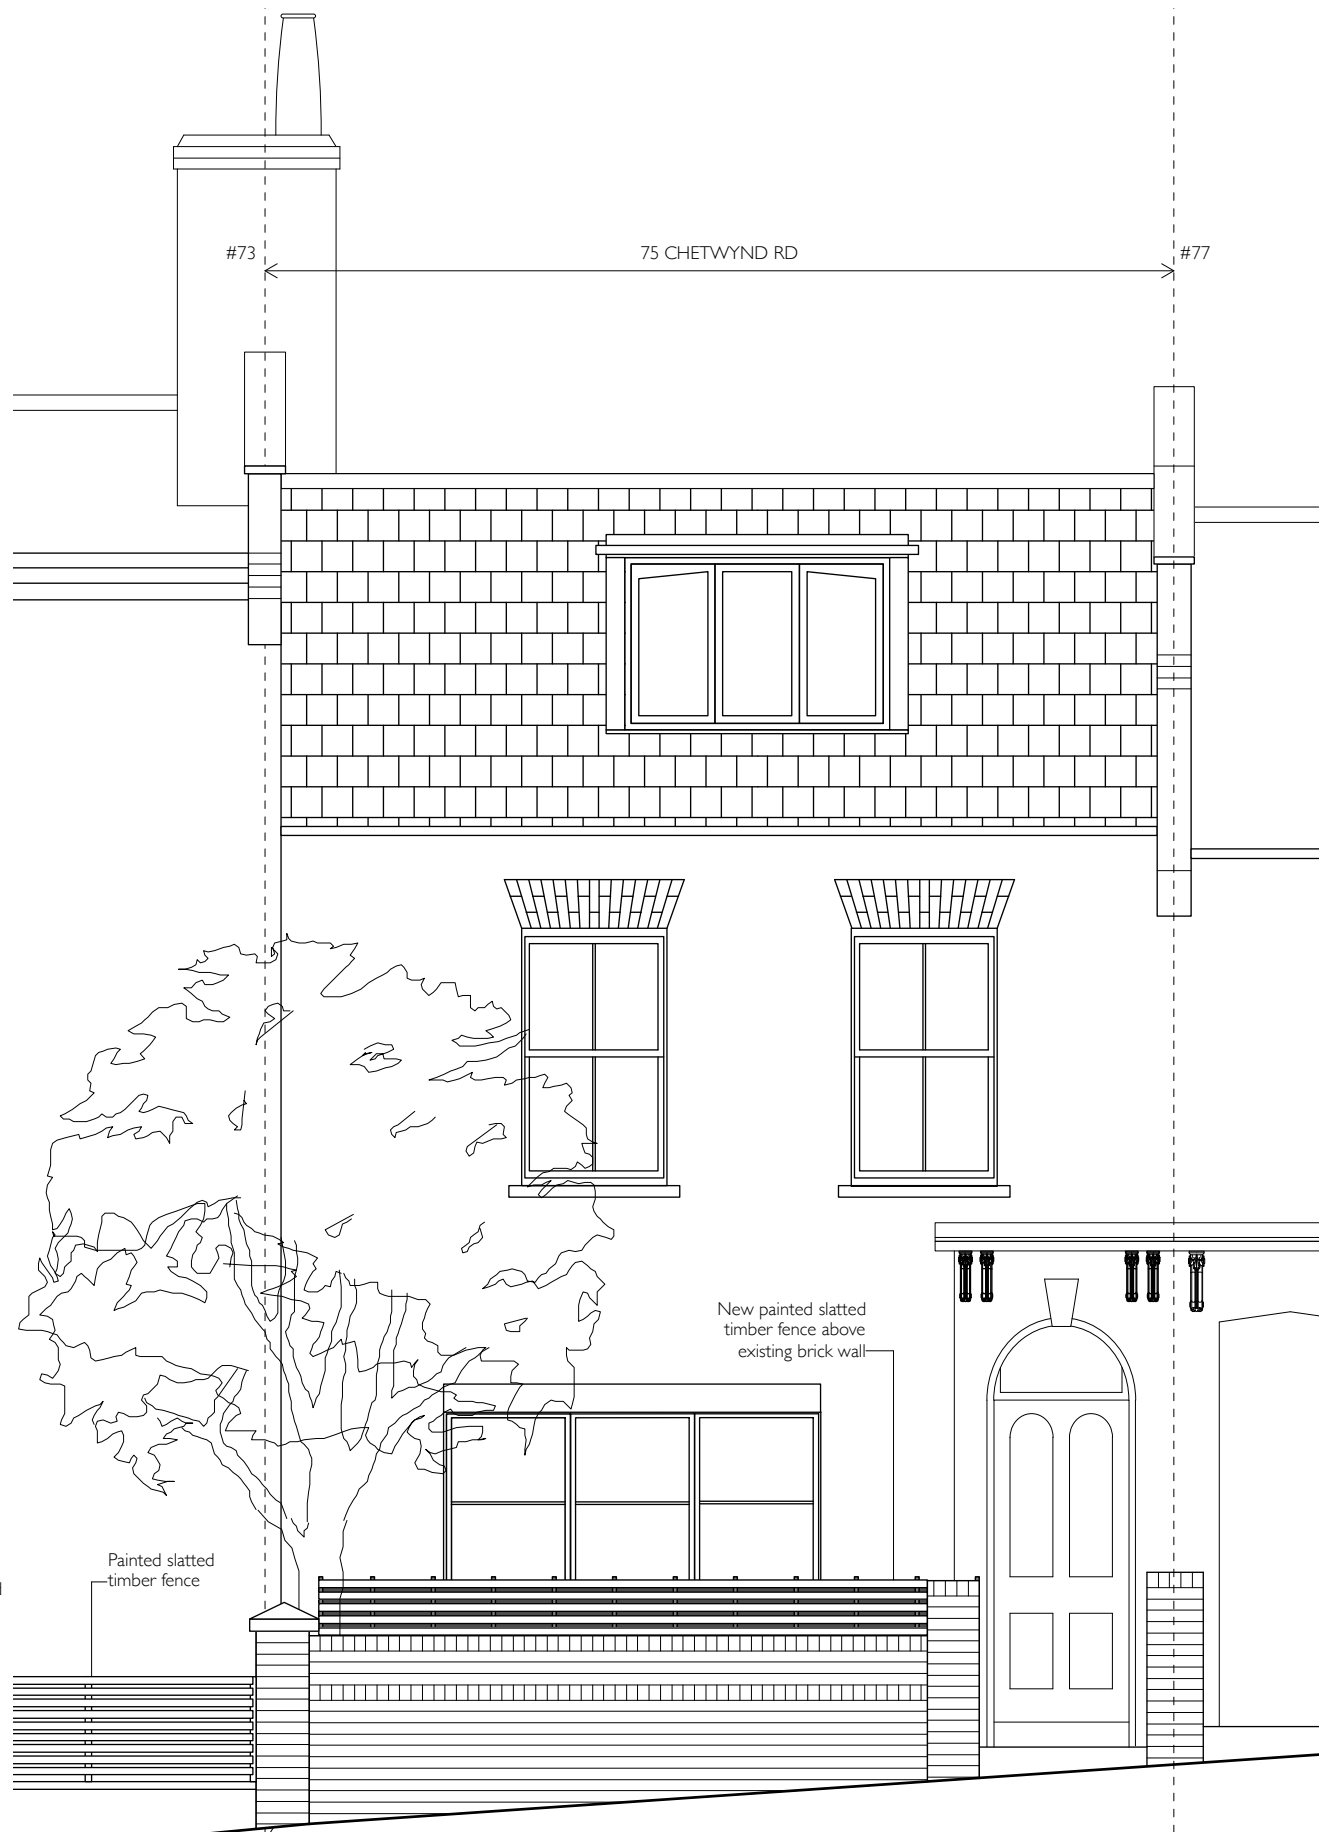 #73
75 CHETWYND RD
#77
New painted slatted
timber fence above
existing brick wall
Painted slatted
timber fence